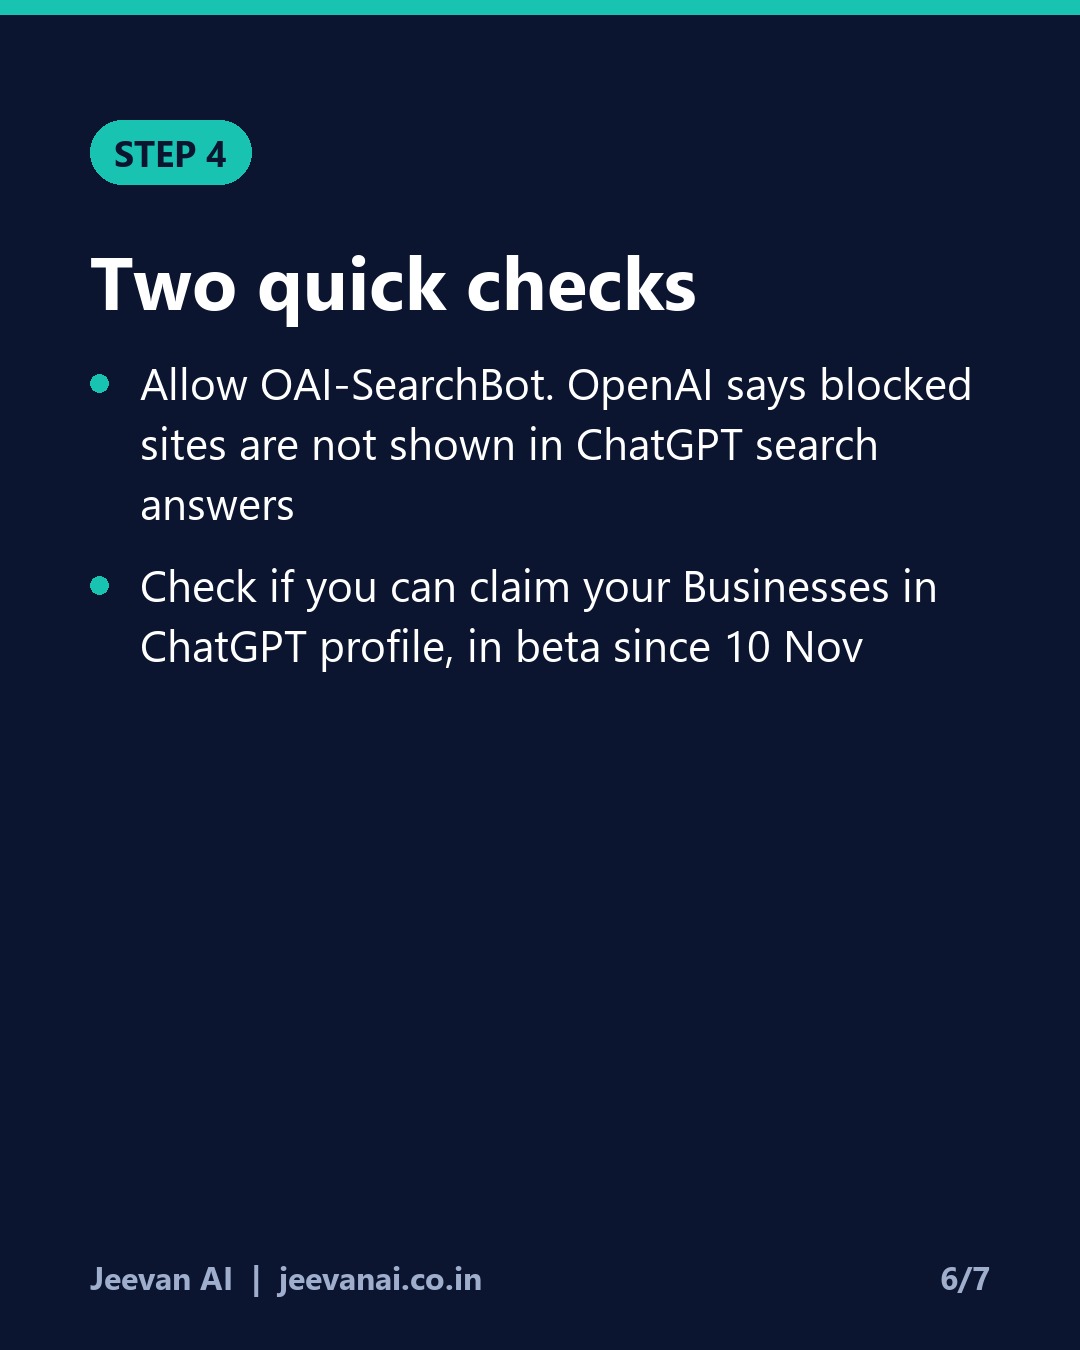 STEP 4
Two quick checks
Allow OAI-SearchBot. OpenAI says blocked
sites are not shown in ChatGPT search
answers
Check if you can claim your Businesses in
ChatGPT profile, in beta since 10 Nov
Jeevan AI | jeevanai.co.in
6/7